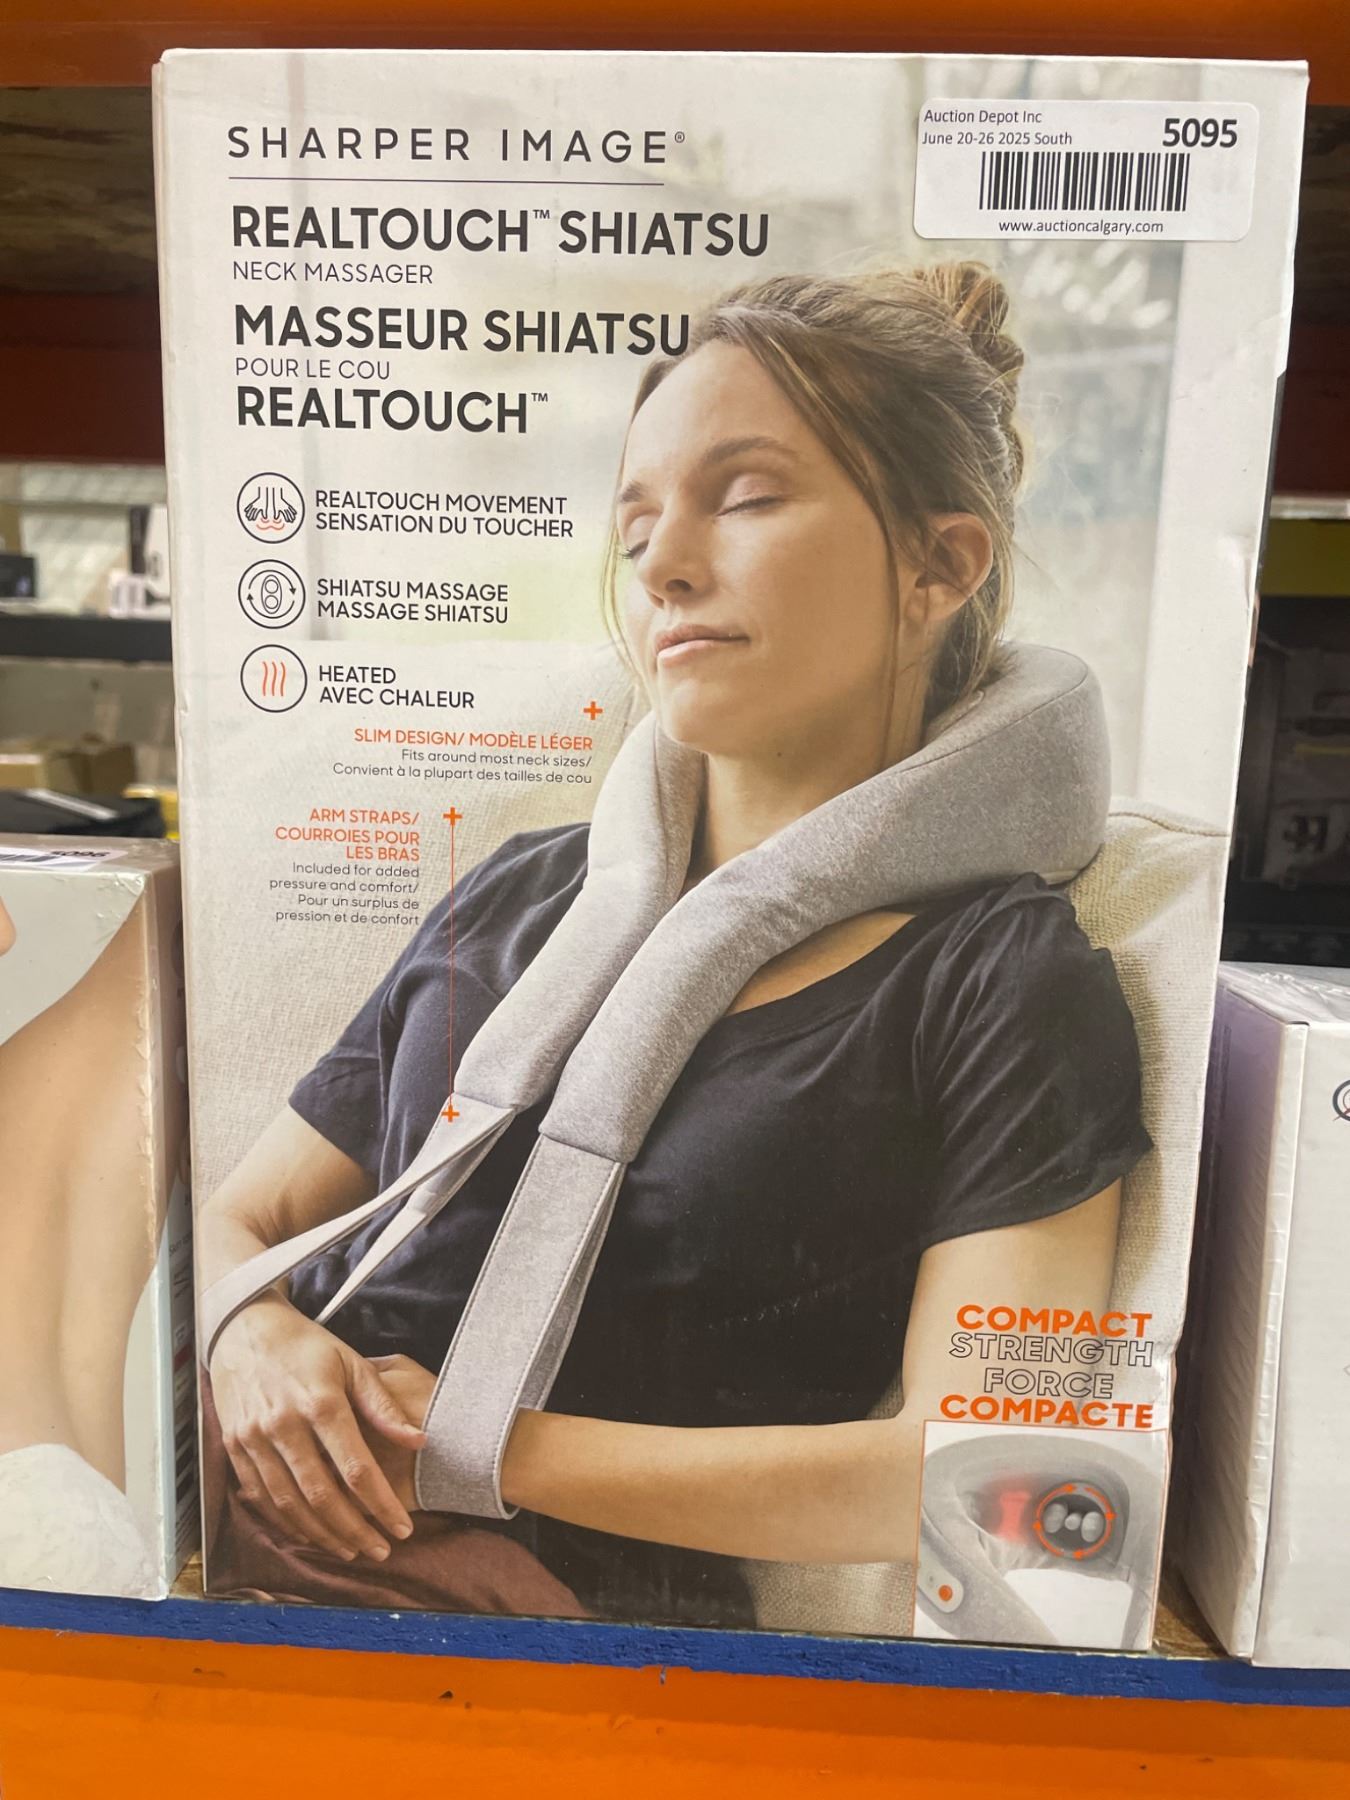 SHARPER IMAGE®
REALTOUCH™ SHIATSU
NECK MASSAGER
MASSEUR SHIATSU
POUR LE COU
REALTOUCH™
REALTOUCH MOVEMENT
SENSATION DU TOUCHER
SHIATSU MASSAGE
MASSAGE SHIATSU
HEATED
AVEC CHALEUR
SLIM DESIGN/ MODÈLE LÉGER
Fits around most neck sizes/
Convient à la plupart des tailles de cou
ARM STRAPS/
COURROIES POUR
LES BRAS
Included for added
pressure and comfort/
Pour un surplus de
pression et de confort
Auction Depot Inc
June 20-26 2025 South
5095
www.auctioncalgary.com
COMPACT
STRENGTH
FORCE
COMPACTE
5096